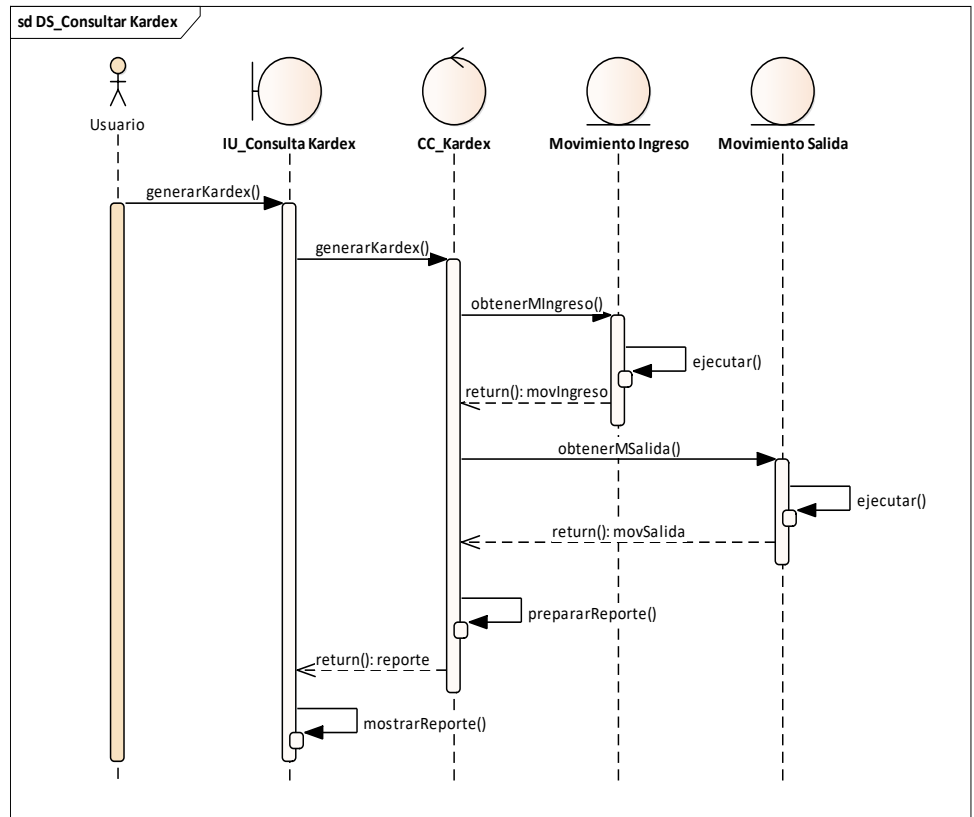 sd DS_Consultar Kardex
Usuario
IU_Consulta Kardex
CC_Kardex
Movimiento Ingreso
Movimiento Salida
generarKardex()
generarKardex()
obtenerMIngreso()
ejecutar()
return(): movIngreso
obtenerMSalida()
ejecutar()
return(): movSalida
prepararReporte()
return(): reporte
mostrarReporte()